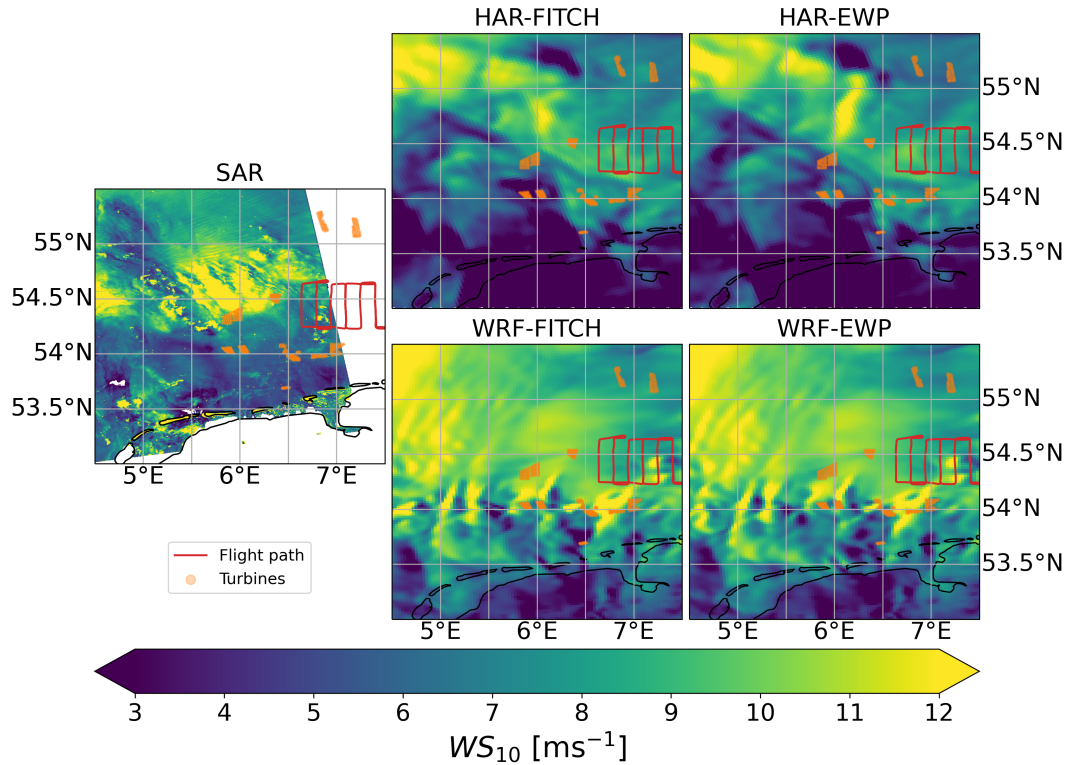 HAR-FITCH HAR-EWP
55°N
54.5°N
54°N
53.5°N
SAR
55°N
54.5°N
54°N
53.5°N
5°E 6°E 7°E
WRF-FITCH WRF-EWP
55°N
54.5°N
54°N
53.5°N
5°E 6°E 7°E 5°E 6°E 7°E
Flight path
Turbines
3 4 5 6 7 8 9 10 11 12
WS₁₀ [ms⁻¹]